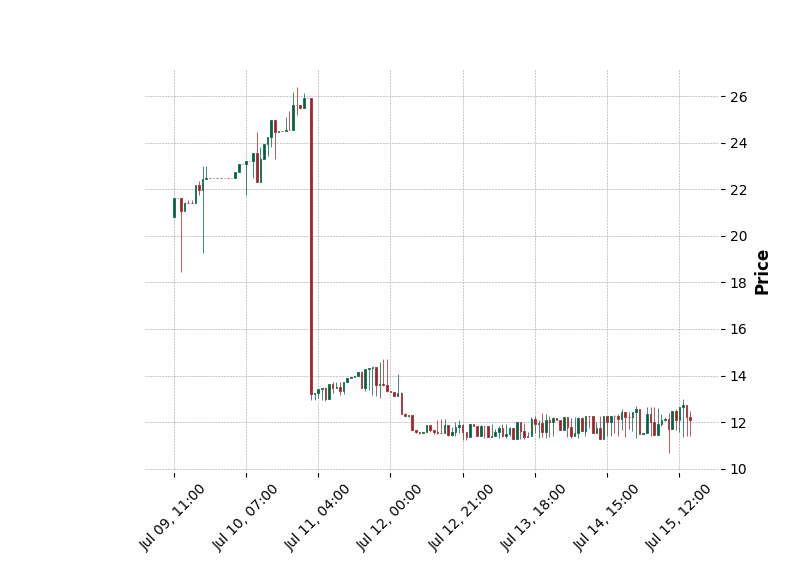 26
24
22
20
18
16
14
12
10
Price
Jul 09, 11:00
Jul 10, 07:00
Jul 11, 04:00
Jul 12, 00:00
Jul 12, 21:00
Jul 13, 18:00
Jul 14, 15:00
Jul 15, 12:00